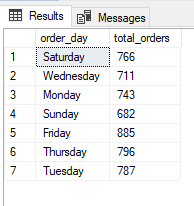 Results Messages
order_day total_orders
1 Saturday 766
2 Wednesday 711
3 Monday 743
4 Sunday 682
5 Friday 885
6 Thursday 796
7 Tuesday 787